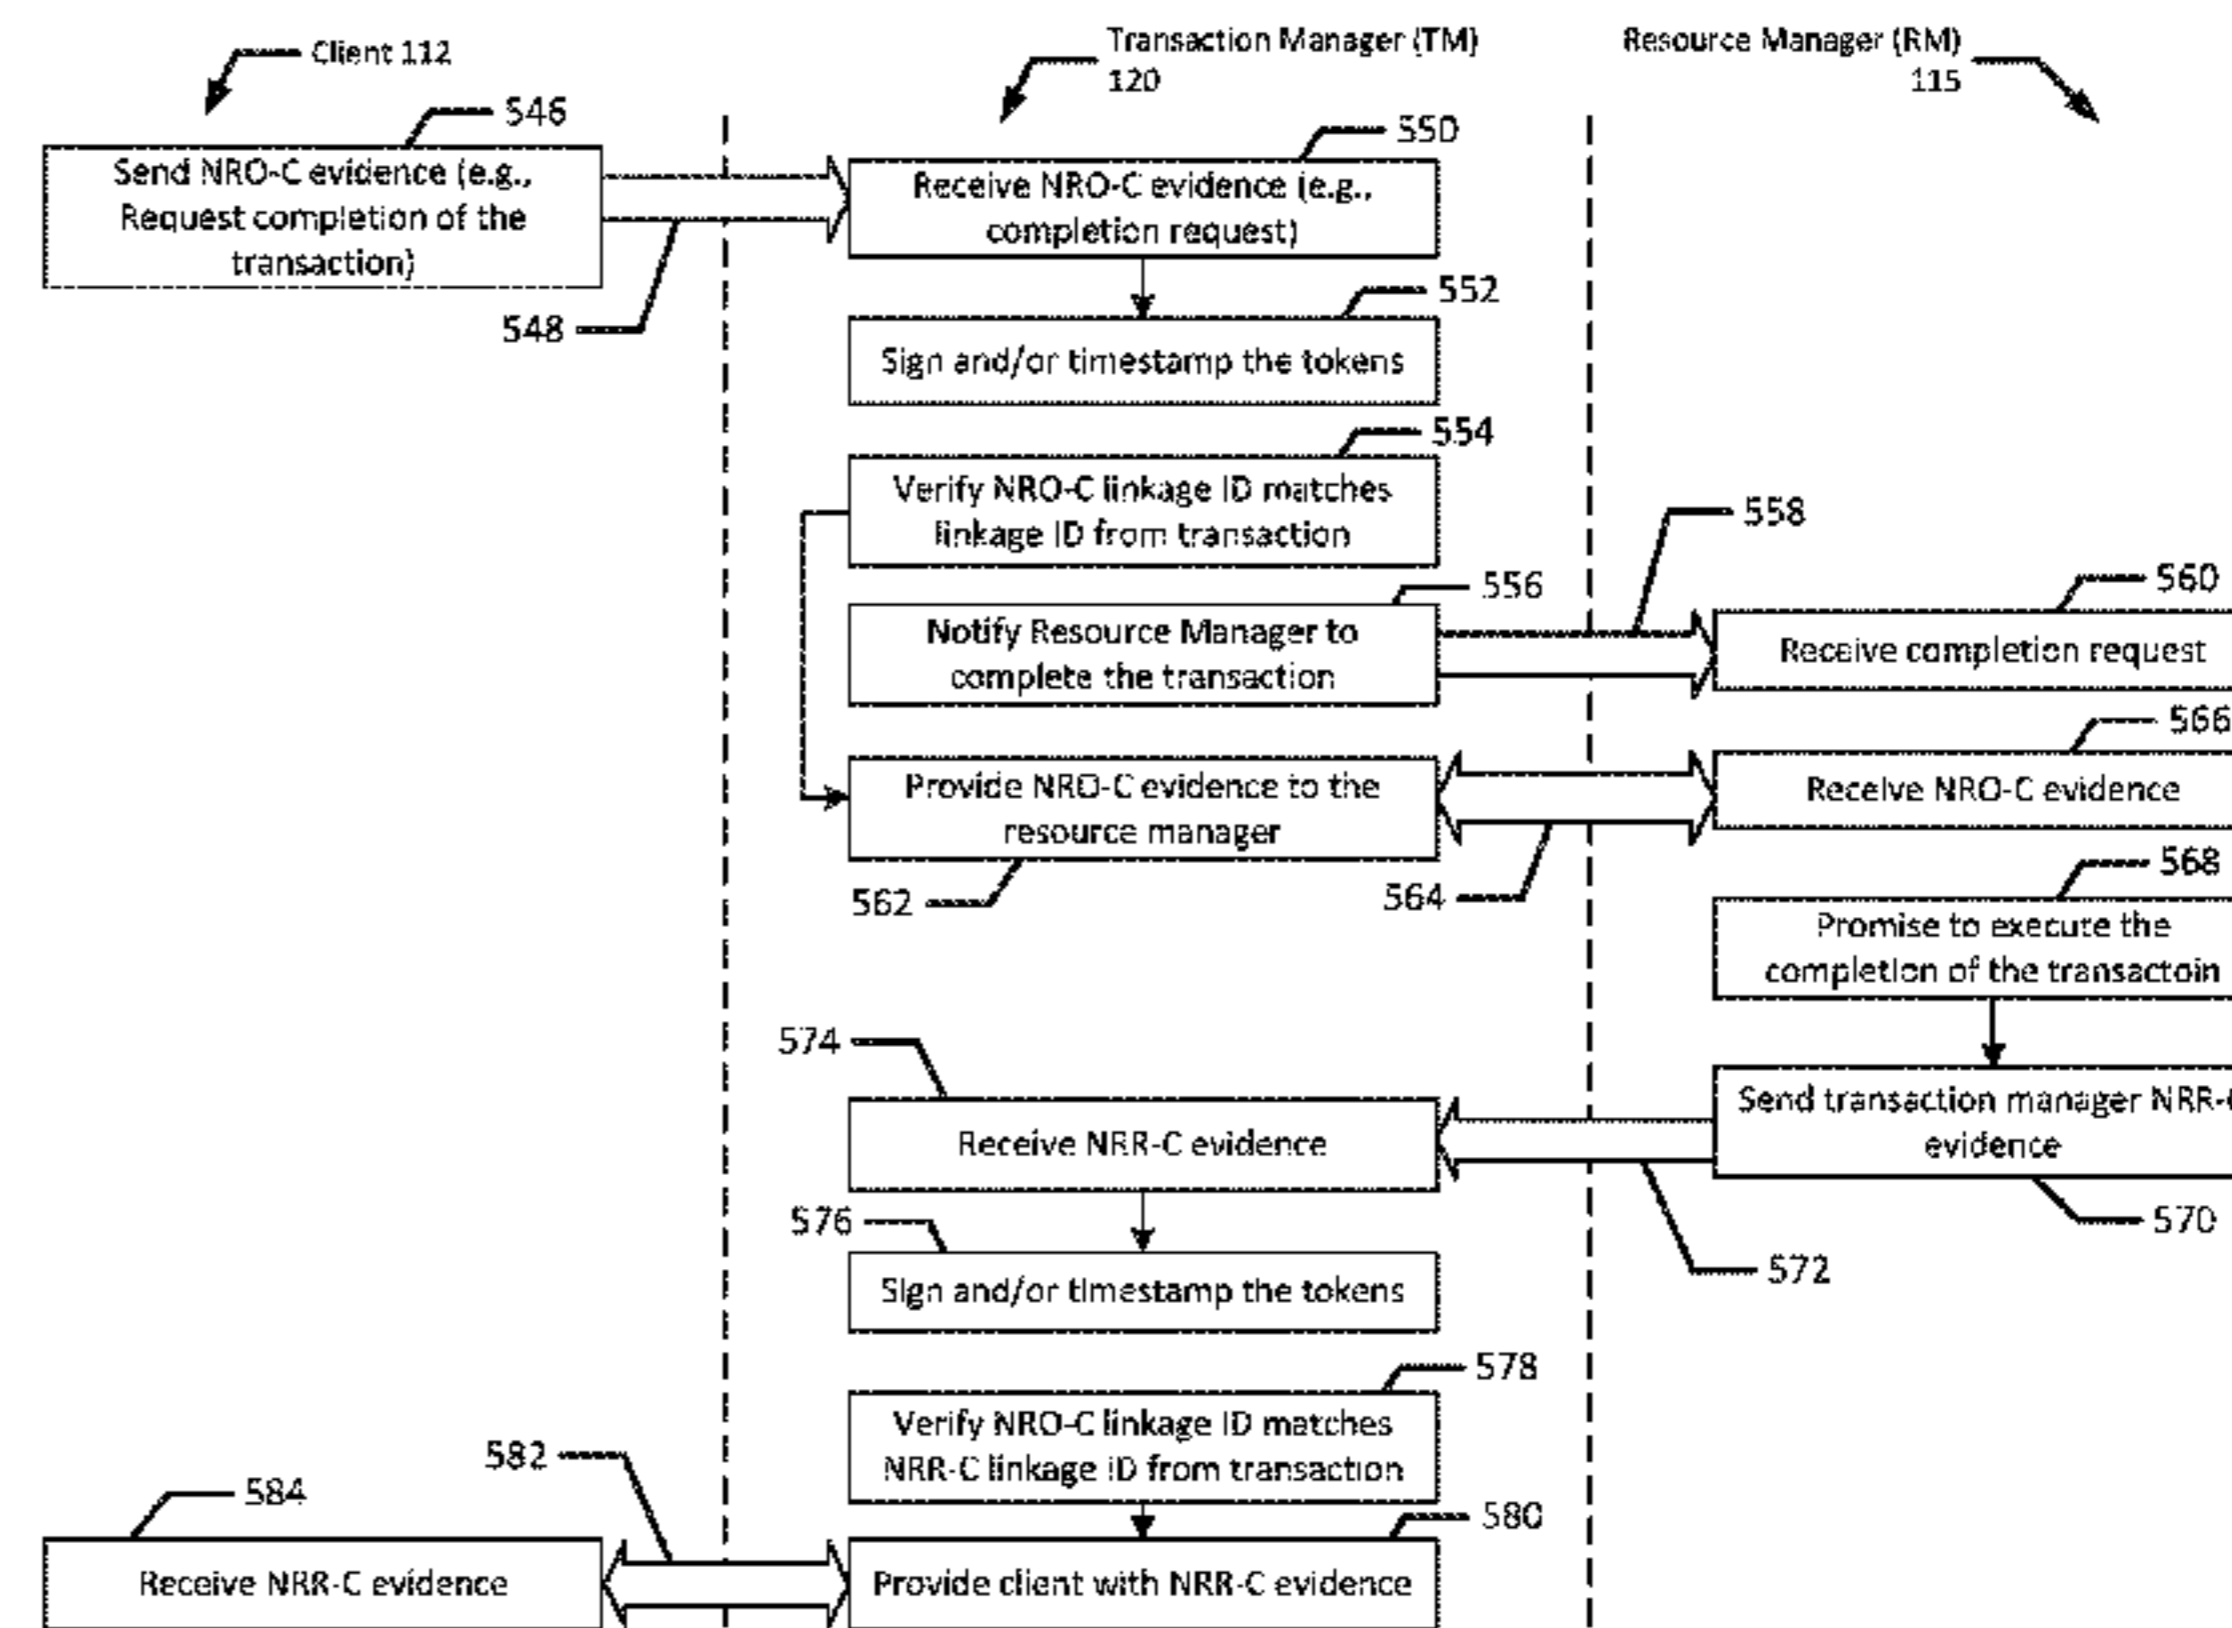 Client 112
Transaction Manager (TM)
120
Resource Manager (RM)
115
546
Send NRO-C evidence (e.g.,
Request completion of the
transaction)
548
550
Receive NRO-C evidence (e.g.,
completion request)
552
Sign and/or timestamp the tokens
554
Verify NRO-C linkage ID matches
linkage ID from transaction
556
Notify Resource Manager to
complete the transaction
558
560
Receive completion request
Provide NRO-C evidence to the
resource manager
562
564
566
Receive NRO-C evidence
568
Promise to execute the
completion of the transactoin
574
Receive NRR-C evidence
Send transaction manager NRR-C
evidence
570
572
576
Sign and/or timestamp the tokens
578
Verify NRO-C linkage ID matches
NRR-C linkage ID from transaction
580
Provide client with NRR-C evidence
582
584
Receive NRR-C evidence